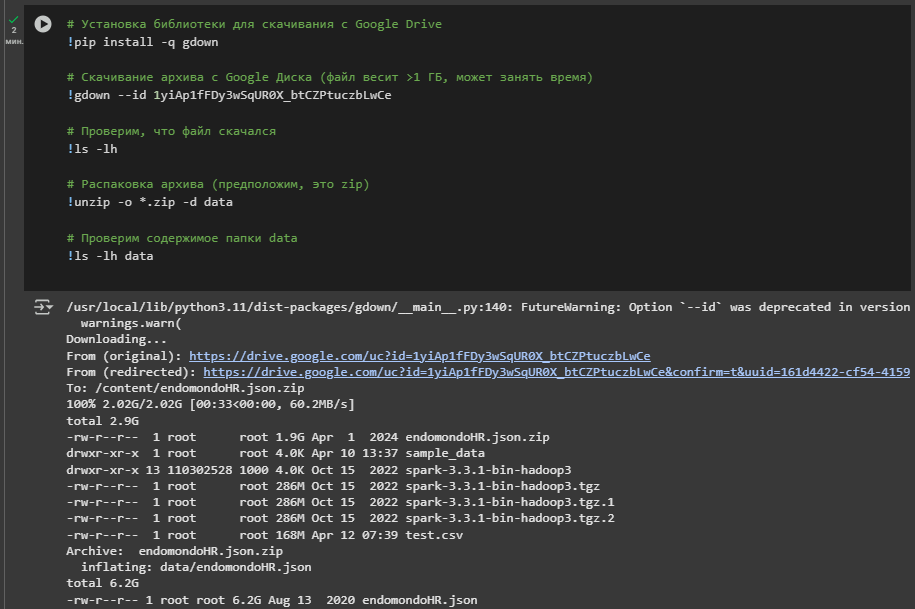 2
мин.
# Установка библиотеки для скачивания с Google Drive
!pip install -q gdown
# Скачивание архива с Google Диска (файл весит >1 ГБ, может занять время)
!gdown --id 1yiAp1fFDy3wSqUR0X_btCZPtuczbLwCe
# Проверим, что файл скачался
!ls -lh
# Распаковка архива (предположим, это zip)
!unzip -o *.zip -d data
# Проверим содержимое папки data
!ls -lh data
/usr/local/lib/python3.11/dist-packages/gdown/__main__.py:140: FutureWarning: Option `--id` was deprecated in version
  warnings.warn(
Downloading...
From (original): https://drive.google.com/uc?id=1yiAp1fFDy3wSqUR0X_btCZPtuczbLwCe
From (redirected): https://drive.google.com/uc?id=1yiAp1fFDy3wSqUR0X_btCZPtuczbLwCe&confirm=t&uuid=161d4422-cf54-4159
To: /content/endomondoHR.json.zip
100% 2.02G/2.02G [00:33<00:00, 60.2MB/s]
total 2.9G
-rw-r--r--  1 root      root 1.9G Apr  1  2024 endomondoHR.json.zip
drwxr-xr-x  1 root      root 4.0K Apr 10 13:37 sample_data
drwxr-xr-x 13 110302528 1000 4.0K Oct 15  2022 spark-3.3.1-bin-hadoop3
-rw-r--r--  1 root      root 286M Oct 15  2022 spark-3.3.1-bin-hadoop3.tgz
-rw-r--r--  1 root      root 286M Oct 15  2022 spark-3.3.1-bin-hadoop3.tgz.1
-rw-r--r--  1 root      root 286M Oct 15  2022 spark-3.3.1-bin-hadoop3.tgz.2
-rw-r--r--  1 root      root 168M Apr 12 07:39 test.csv
Archive:  endomondoHR.json.zip
  inflating: data/endomondoHR.json
total 6.2G
-rw-r--r-- 1 root root 6.2G Aug 13  2020 endomondoHR.json